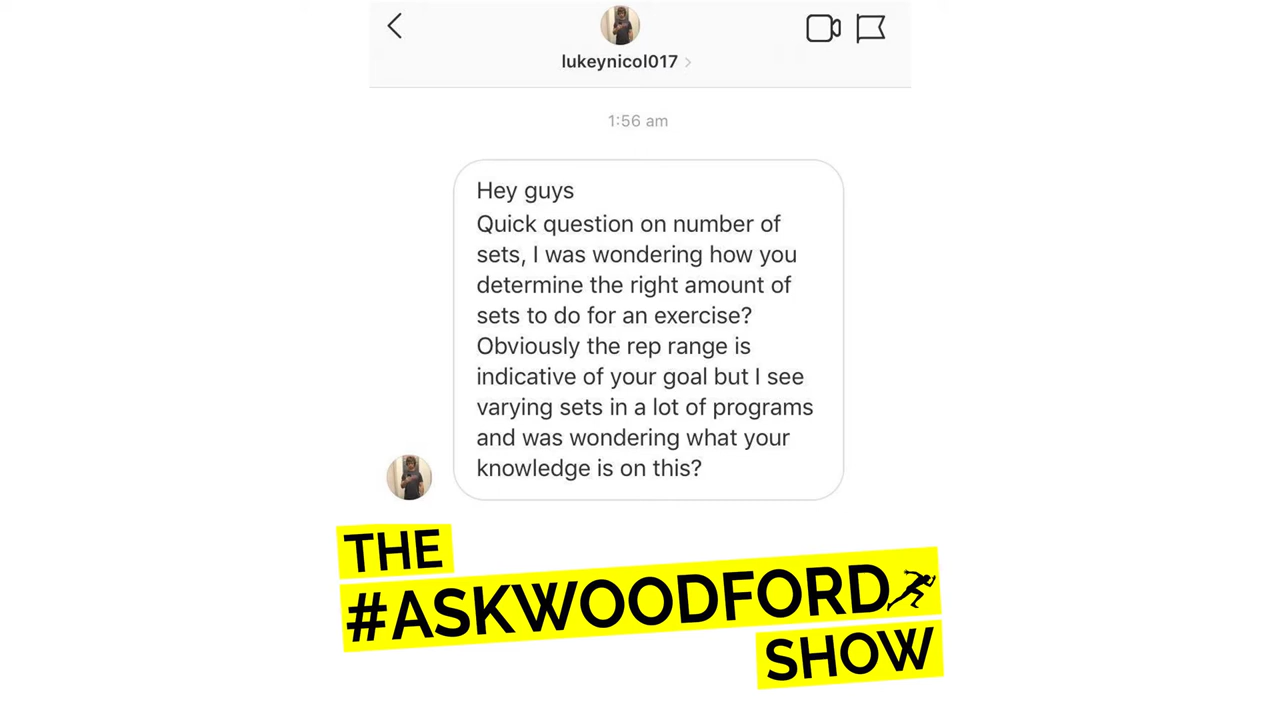 lukeynicol017
1:56 am
Hey guys
Quick question on number of
sets, I was wondering how you
determine the right amount of
sets to do for an exercise?
Obviously the rep range is
indicative of your goal but I see
varying sets in a lot of programs
and was wondering what your
knowledge is on this?
THE
#ASKWOODFORD
SHOW